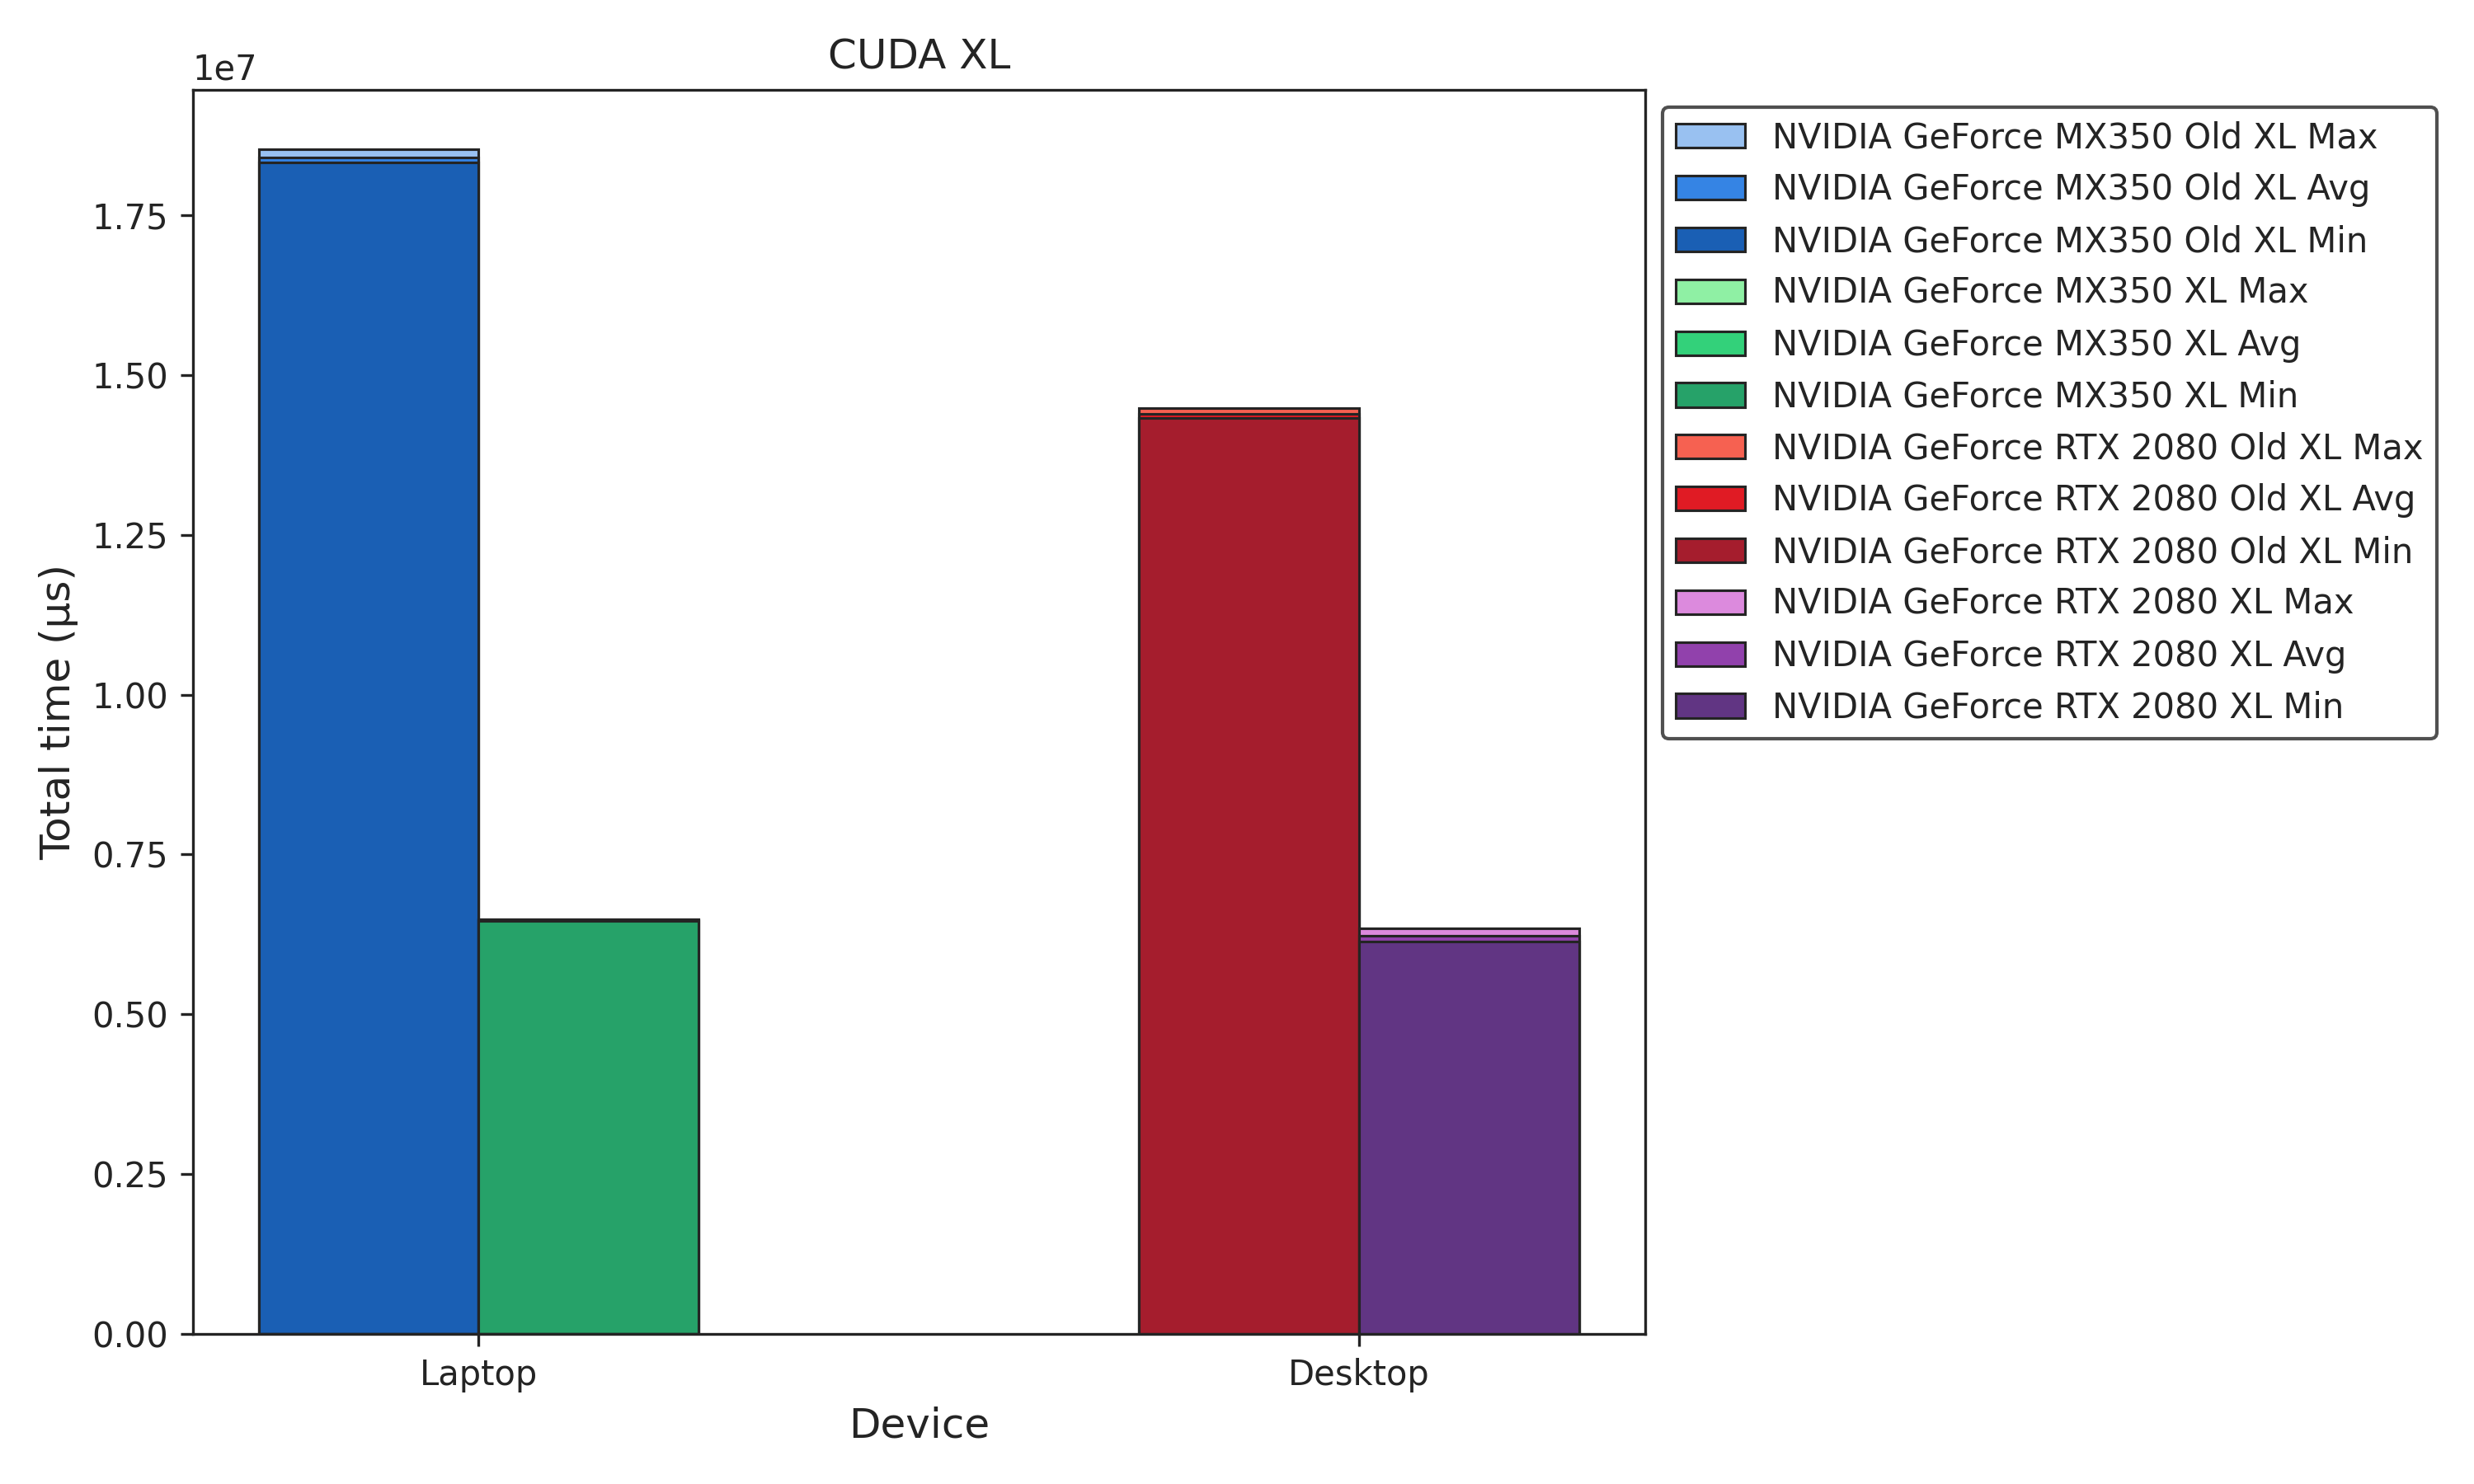 CUDA XL
1e7
1.75
1.50
1.25
1.00
0.75
0.50
0.25
0.00
Total time (µs)
Laptop
Desktop
Device
NVIDIA GeForce MX350 Old XL Max
NVIDIA GeForce MX350 Old XL Avg
NVIDIA GeForce MX350 Old XL Min
NVIDIA GeForce MX350 XL Max
NVIDIA GeForce MX350 XL Avg
NVIDIA GeForce MX350 XL Min
NVIDIA GeForce RTX 2080 Old XL Max
NVIDIA GeForce RTX 2080 Old XL Avg
NVIDIA GeForce RTX 2080 Old XL Min
NVIDIA GeForce RTX 2080 XL Max
NVIDIA GeForce RTX 2080 XL Avg
NVIDIA GeForce RTX 2080 XL Min